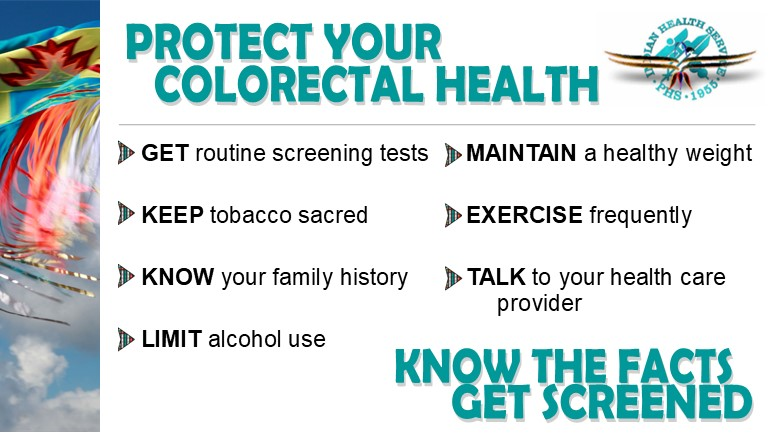 PROTECT YOUR
COLORECTAL HEALTH
INDIAN HEALTH SERVICE
PHS • 1955
GET routine screening tests
KEEP tobacco sacred
KNOW your family history
LIMIT alcohol use
MAINTAIN a healthy weight
EXERCISE frequently
TALK to your health care
provider
KNOW THE FACTS
GET SCREENED